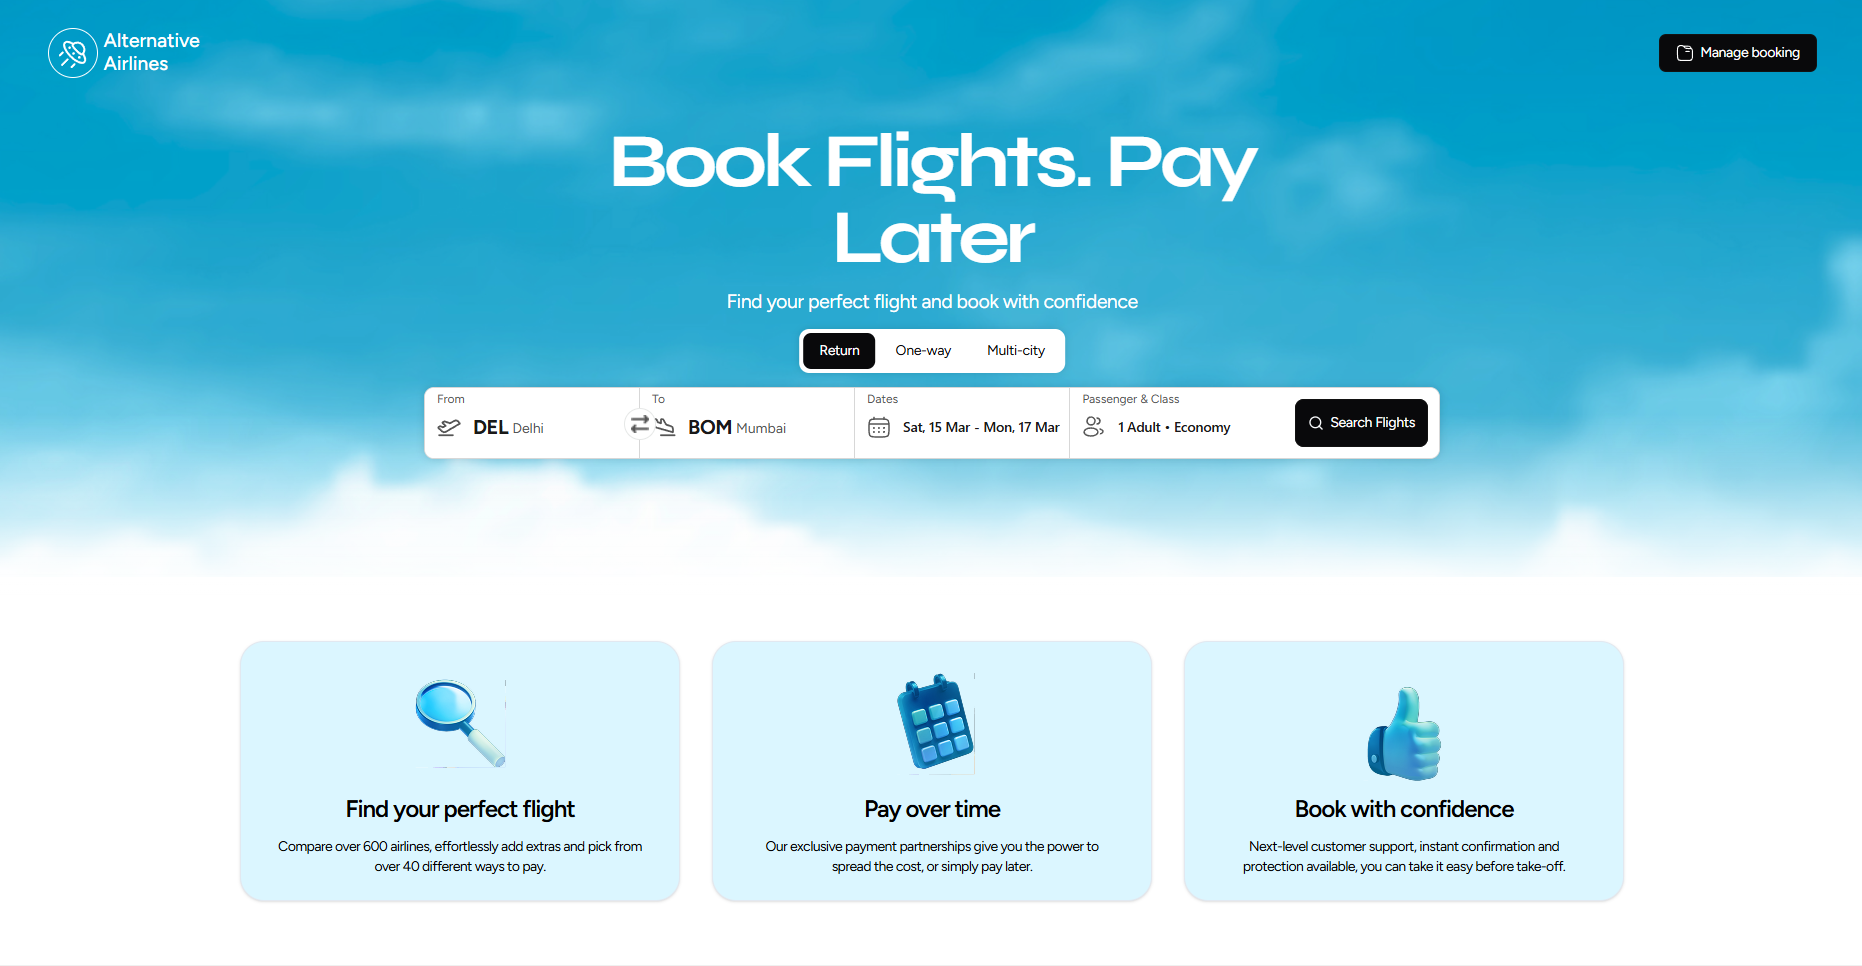 Alternative
Airlines
Manage booking
Book Flights. Pay
Later
Find your perfect flight and book with confidence
Return One-way Multi-city
From To Dates Passenger & Class
DEL Delhi BOM Mumbai Sat, 15 Mar - Mon, 17 Mar 1 Adult • Economy Search Flights
Find your perfect flight
Compare over 600 airlines, effortlessly add extras and pick from
over 40 different ways to pay.
Pay over time
Our exclusive payment partnerships give you the power to
spread the cost, or simply pay later.
Book with confidence
Next-level customer support, instant confirmation and
protection available, you can take it easy before take-off.